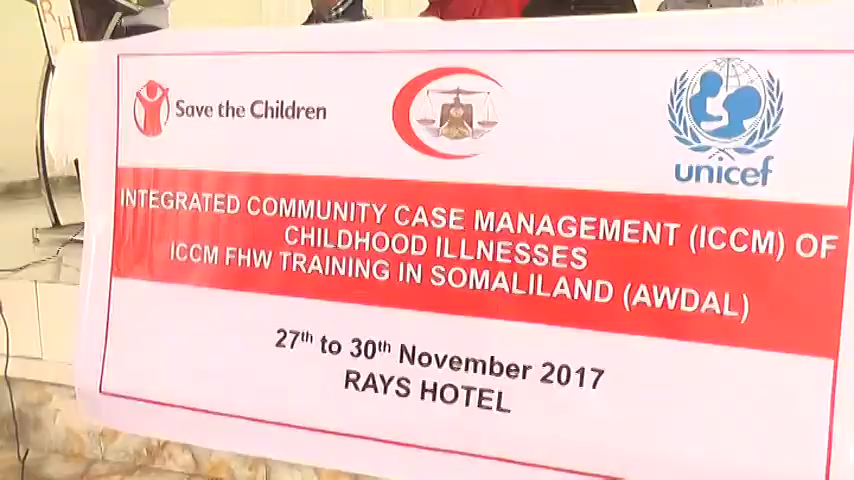 RH
Save the Children
unicef
INTEGRATED COMMUNITY CASE MANAGEMENT (ICCM) OF
CHILDHOOD ILLNESSES
ICCM FHW TRAINING IN SOMALILAND (AWDAL)
27th to 30th November 2017
RAYS HOTEL